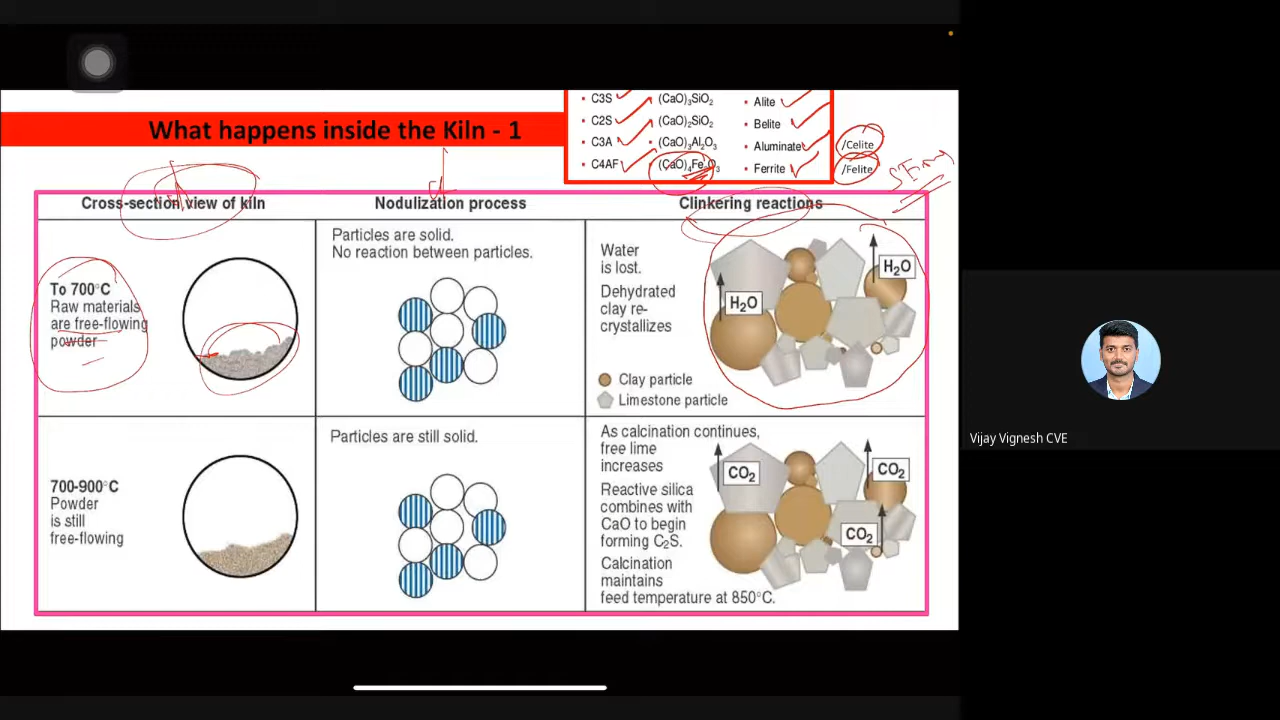 C3S
(CaO)₃SiO₂
Alite
C2S
(CaO)₂SiO₂
Belite
C3A
(CaO)₃Al₂O₃
Aluminate
/Celite
C4AF
Ferrite
/Felite
What happens inside the Kiln - 1
Cross-section view of kiln
Nodulization process
Clinkering reactions
To 700°C
Raw materials
are free-flowing
powder
Particles are solid.
No reaction between particles.
Water
is lost.
Dehydrated
clay re-
crystallizes
H₂O
H₂O
Clay particle
Limestone particle
700-900°C
Powder
is still
free-flowing
Particles are still solid.
As calcination continues,
free lime
increases
Reactive silica
combines with
CaO to begin
forming C₂S.
Calcination
maintains
feed temperature at 850°C.
CO₂
CO₂
CO₂
Vijay Vignesh CVE